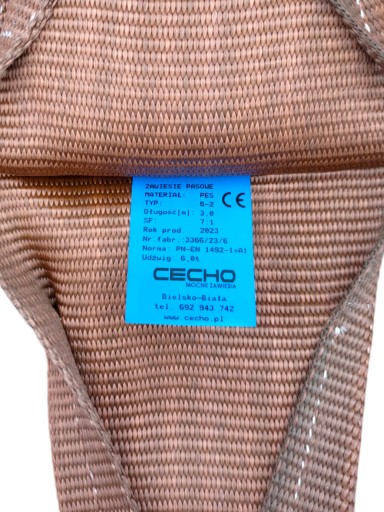 ZAWIESIE PASOWE
MATERIAŁ: PES
TYP: 6-2
Długość[m]: 3,0
SF: 7:1
Rok prod. 2023
Nr.fabr.:3366/23/6
Norma: PN-EN 1492-1+A1
Udźwig: 6,0t
CE
CECHO
MOCNE ZAWIESIA
Bielsko-Biała
tel. 692 943 742
www.cecho.pl